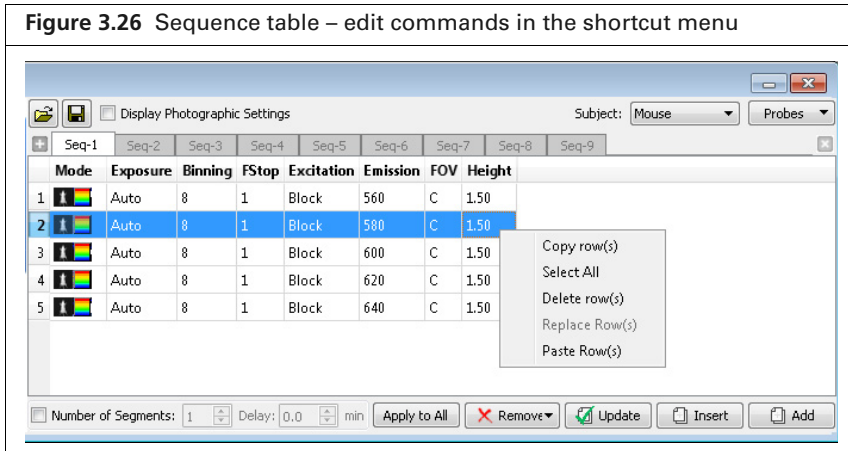 Figure 3.26 Sequence table – edit commands in the shortcut menu
Display Photographic Settings Subject: Mouse Probes
Seq-1 Seq-2 Seq-3 Seq-4 Seq-5 Seq-6 Seq-7 Seq-8 Seq-9
Mode Exposure Binning FStop Excitation Emission FOV Height
1 Auto 8 1 Block 560 C 1.50
2 Auto 8 1 Block 580 C 1.50
3 Auto 8 1 Block 600 C 1.50
4 Auto 8 1 Block 620 C 1.50
5 Auto 8 1 Block 640 C 1.50
Copy row(s)
Select All
Delete row(s)
Replace Row(s)
Paste Row(s)
Number of Segments: 1 Delay: 0.0 min Apply to All Remove Update Insert Add